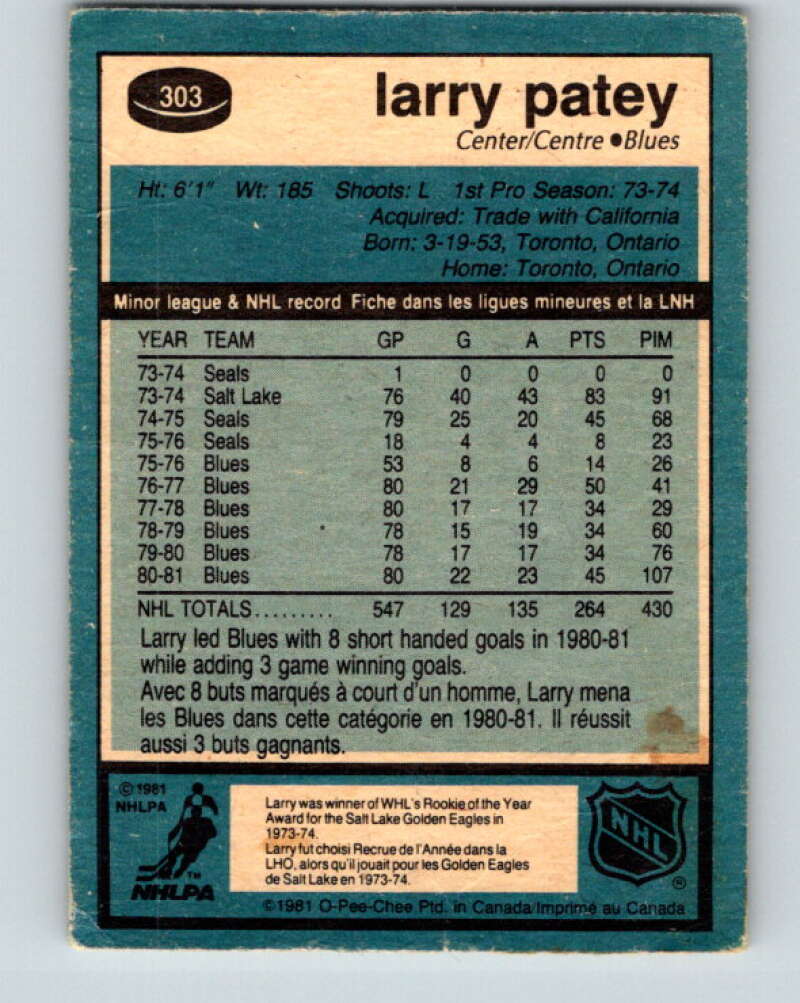 303
larry patey
Center/Centre ●Blues
Ht: 6'1" Wt: 185 Shoots: L 1st Pro Season: 73-74
Acquired: Trade with California
Born: 3-19-53, Toronto, Ontario
Home: Toronto, Ontario
Minor league & NHL record Fiche dans les ligues mineures et la LNH
YEAR TEAM GP G A PTS PIM
73-74 Seals 1 0 0 0 0
73-74 Salt Lake 76 40 43 83 91
74-75 Seals 79 25 20 45 68
75-76 Seals 18 4 4 8 23
75-76 Blues 53 8 6 14 26
76-77 Blues 80 21 29 50 41
77-78 Blues 80 17 17 34 29
78-79 Blues 78 15 19 34 60
79-80 Blues 78 17 17 34 76
80-81 Blues 80 22 23 45 107
NHL TOTALS......... 547 129 135 264 430
Larry led Blues with 8 short handed goals in 1980-81
while adding 3 game winning goals.
Avec 8 buts marqués à court d'un homme, Larry mena
les Blues dans cette catégorie en 1980-81. Il réussit
aussi 3 buts gagnants.
©1981
NHLPA
TM
NHLPA
Larry was winner of WHL's Rookie of the Year
Award for the Salt Lake Golden Eagles in
1973-74.
Larry fut choisi Recrue de l'Année dans la
LHO, alors qu'il jouait pour les Golden Eagles
de Salt Lake en 1973-74.
NHL
®
©1981 O-Pee-Chee Ptd. in Canada/Imprimé au Canada